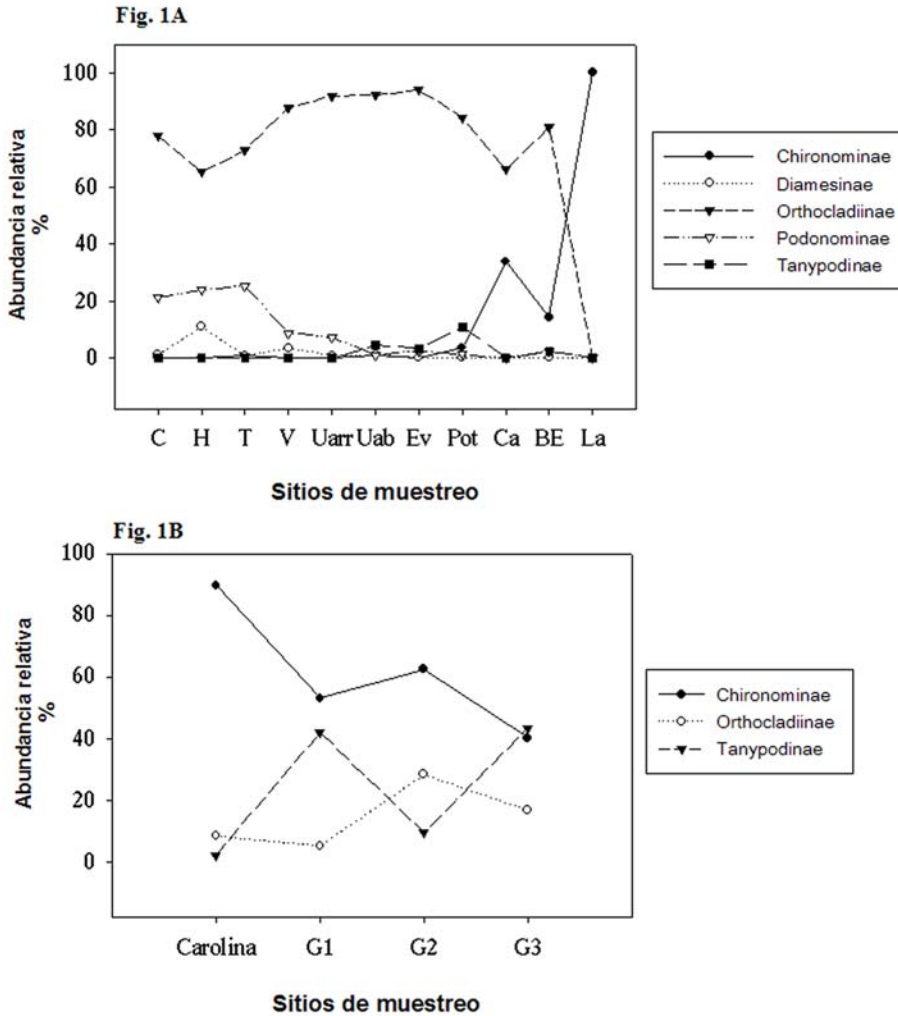 Fig. 1A
Abundancia relativa
%
100
80
60
40
20
0
C H T V Uarr Uab Ev Pot Ca BE La
Sitios de muestreo
Chironominae
Diamesinae
Orthocladiinae
Podonominae
Tanypodinae
Fig. 1B
Abundancia relativa
%
100
80
60
40
20
0
Carolina G1 G2 G3
Sitios de muestreo
Chironominae
Orthocladiinae
Tanypodinae